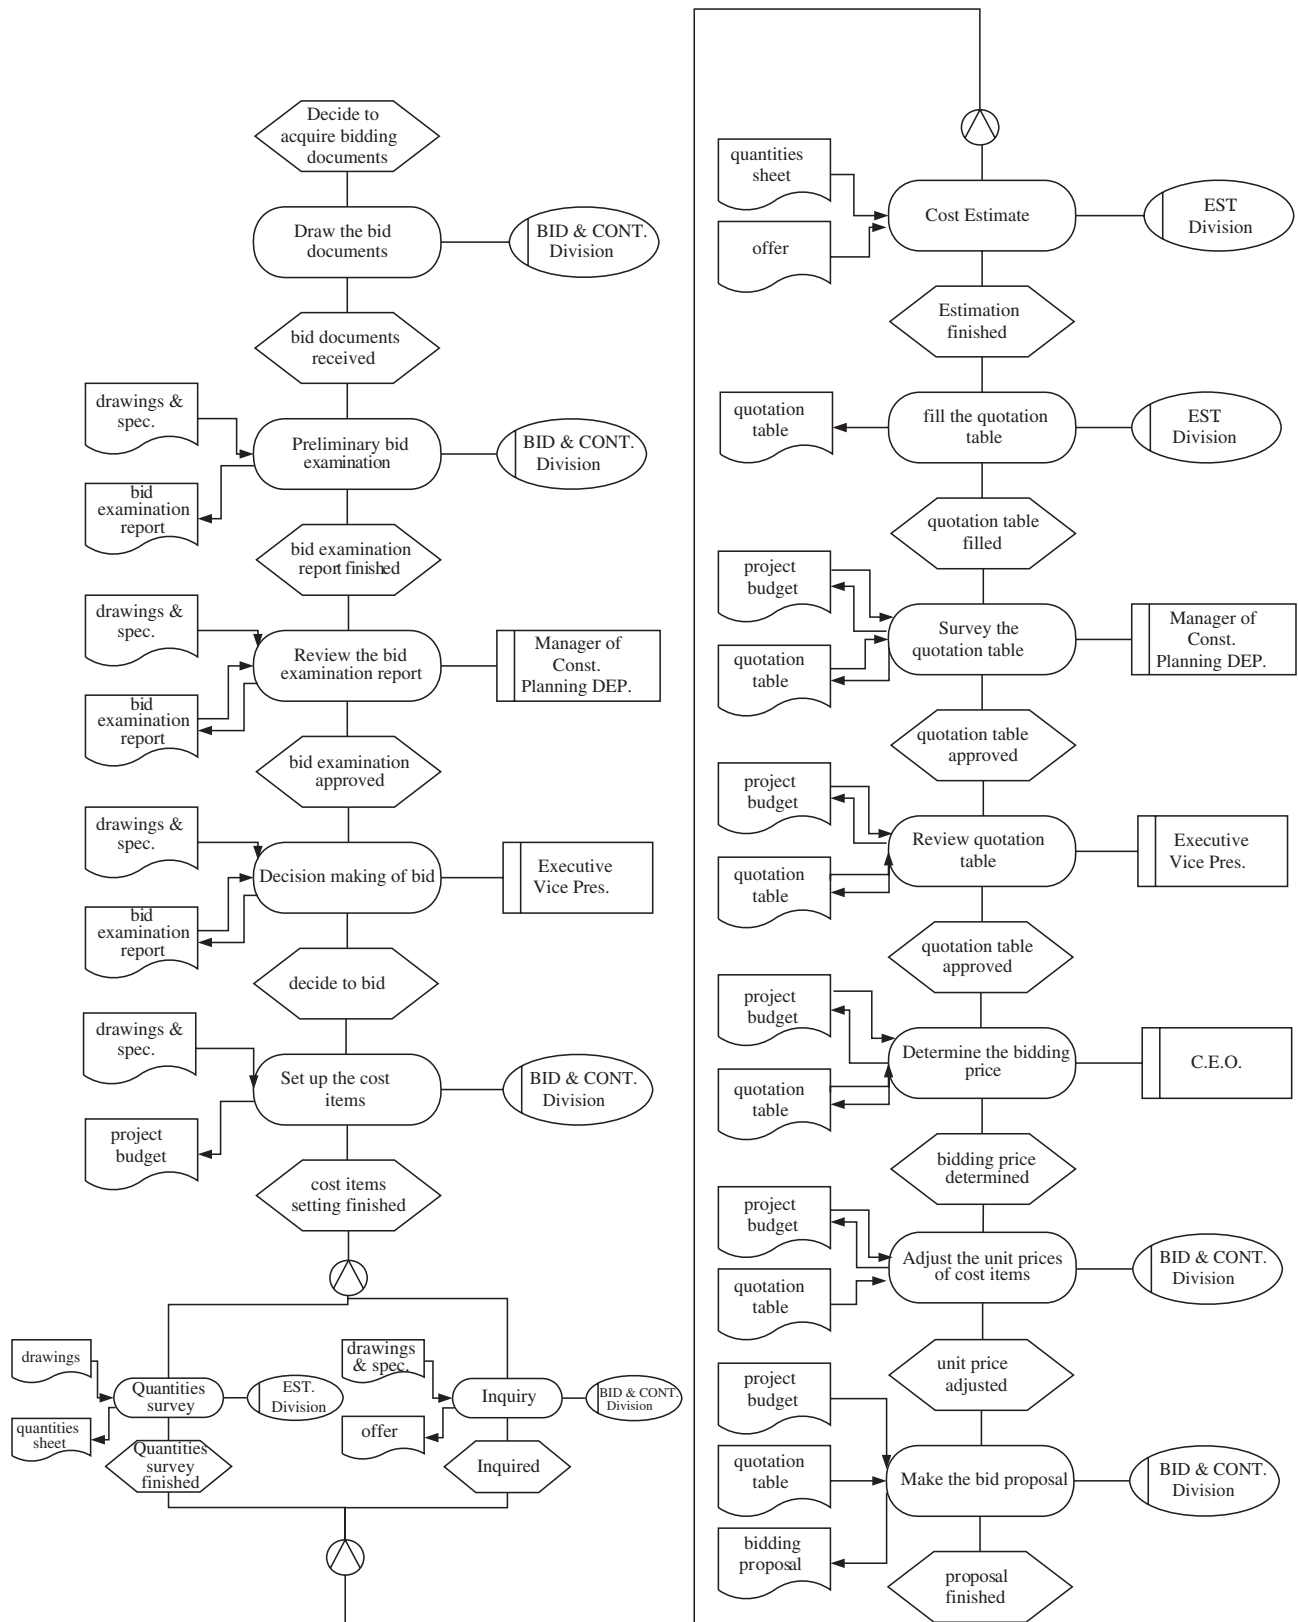 Decide to
acquire bidding
documents
Draw the bid
documents
BID & CONT.
Division
bid documents
received
drawings &
spec.
Preliminary bid
examination
BID & CONT.
Division
bid
examination
report
bid examination
report finished
drawings &
spec.
Review the bid
examination report
Manager of
Const.
Planning DEP.
bid
examination
report
bid examination
approved
drawings &
spec.
Decision making of bid
Executive
Vice Pres.
bid
examination
report
decide to bid
drawings &
spec.
Set up the cost
items
BID & CONT.
Division
project
budget
cost items
setting finished
drawings
Quantities
survey
EST.
Division
quantities
sheet
Quantities
survey
finished
drawings
& spec.
Inquiry
BID & CONT.
Division
offer
Inquired
quantities
sheet
Cost Estimate
EST.
Division
offer
Estimation
finished
quotation
table
fill the quotation
table
EST.
Division
quotation table
filled
project
budget
Survey the
quotation table
Manager of
Const.
Planning DEP.
quotation
table
quotation table
approved
project
budget
Review quotation
table
Executive
Vice Pres.
quotation
table
quotation table
approved
project
budget
Determine the bidding
price
C.E.O.
quotation
table
bidding price
determined
project
budget
Adjust the unit prices
of cost items
BID & CONT.
Division
quotation
table
unit price
adjusted
project
budget
quotation
table
Make the bid proposal
BID & CONT.
Division
bidding
proposal
proposal
finished